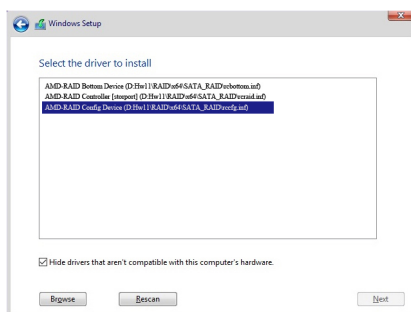 Windows Setup
Select the driver to install
AMD-RAID Bottom Device (D:Hw11\RAID\x64\SATA_RAID\rcbottom.inf)
AMD-RAID Controller [storport] (D:Hw11\RAID\x64\SATA_RAID\rcraid.inf)
AMD-RAID Config Device (D:Hw11\RAID\x64\SATA_RAID\rccfg.inf)
Hide drivers that aren't compatible with this computer's hardware.
Browse
Rescan
Next